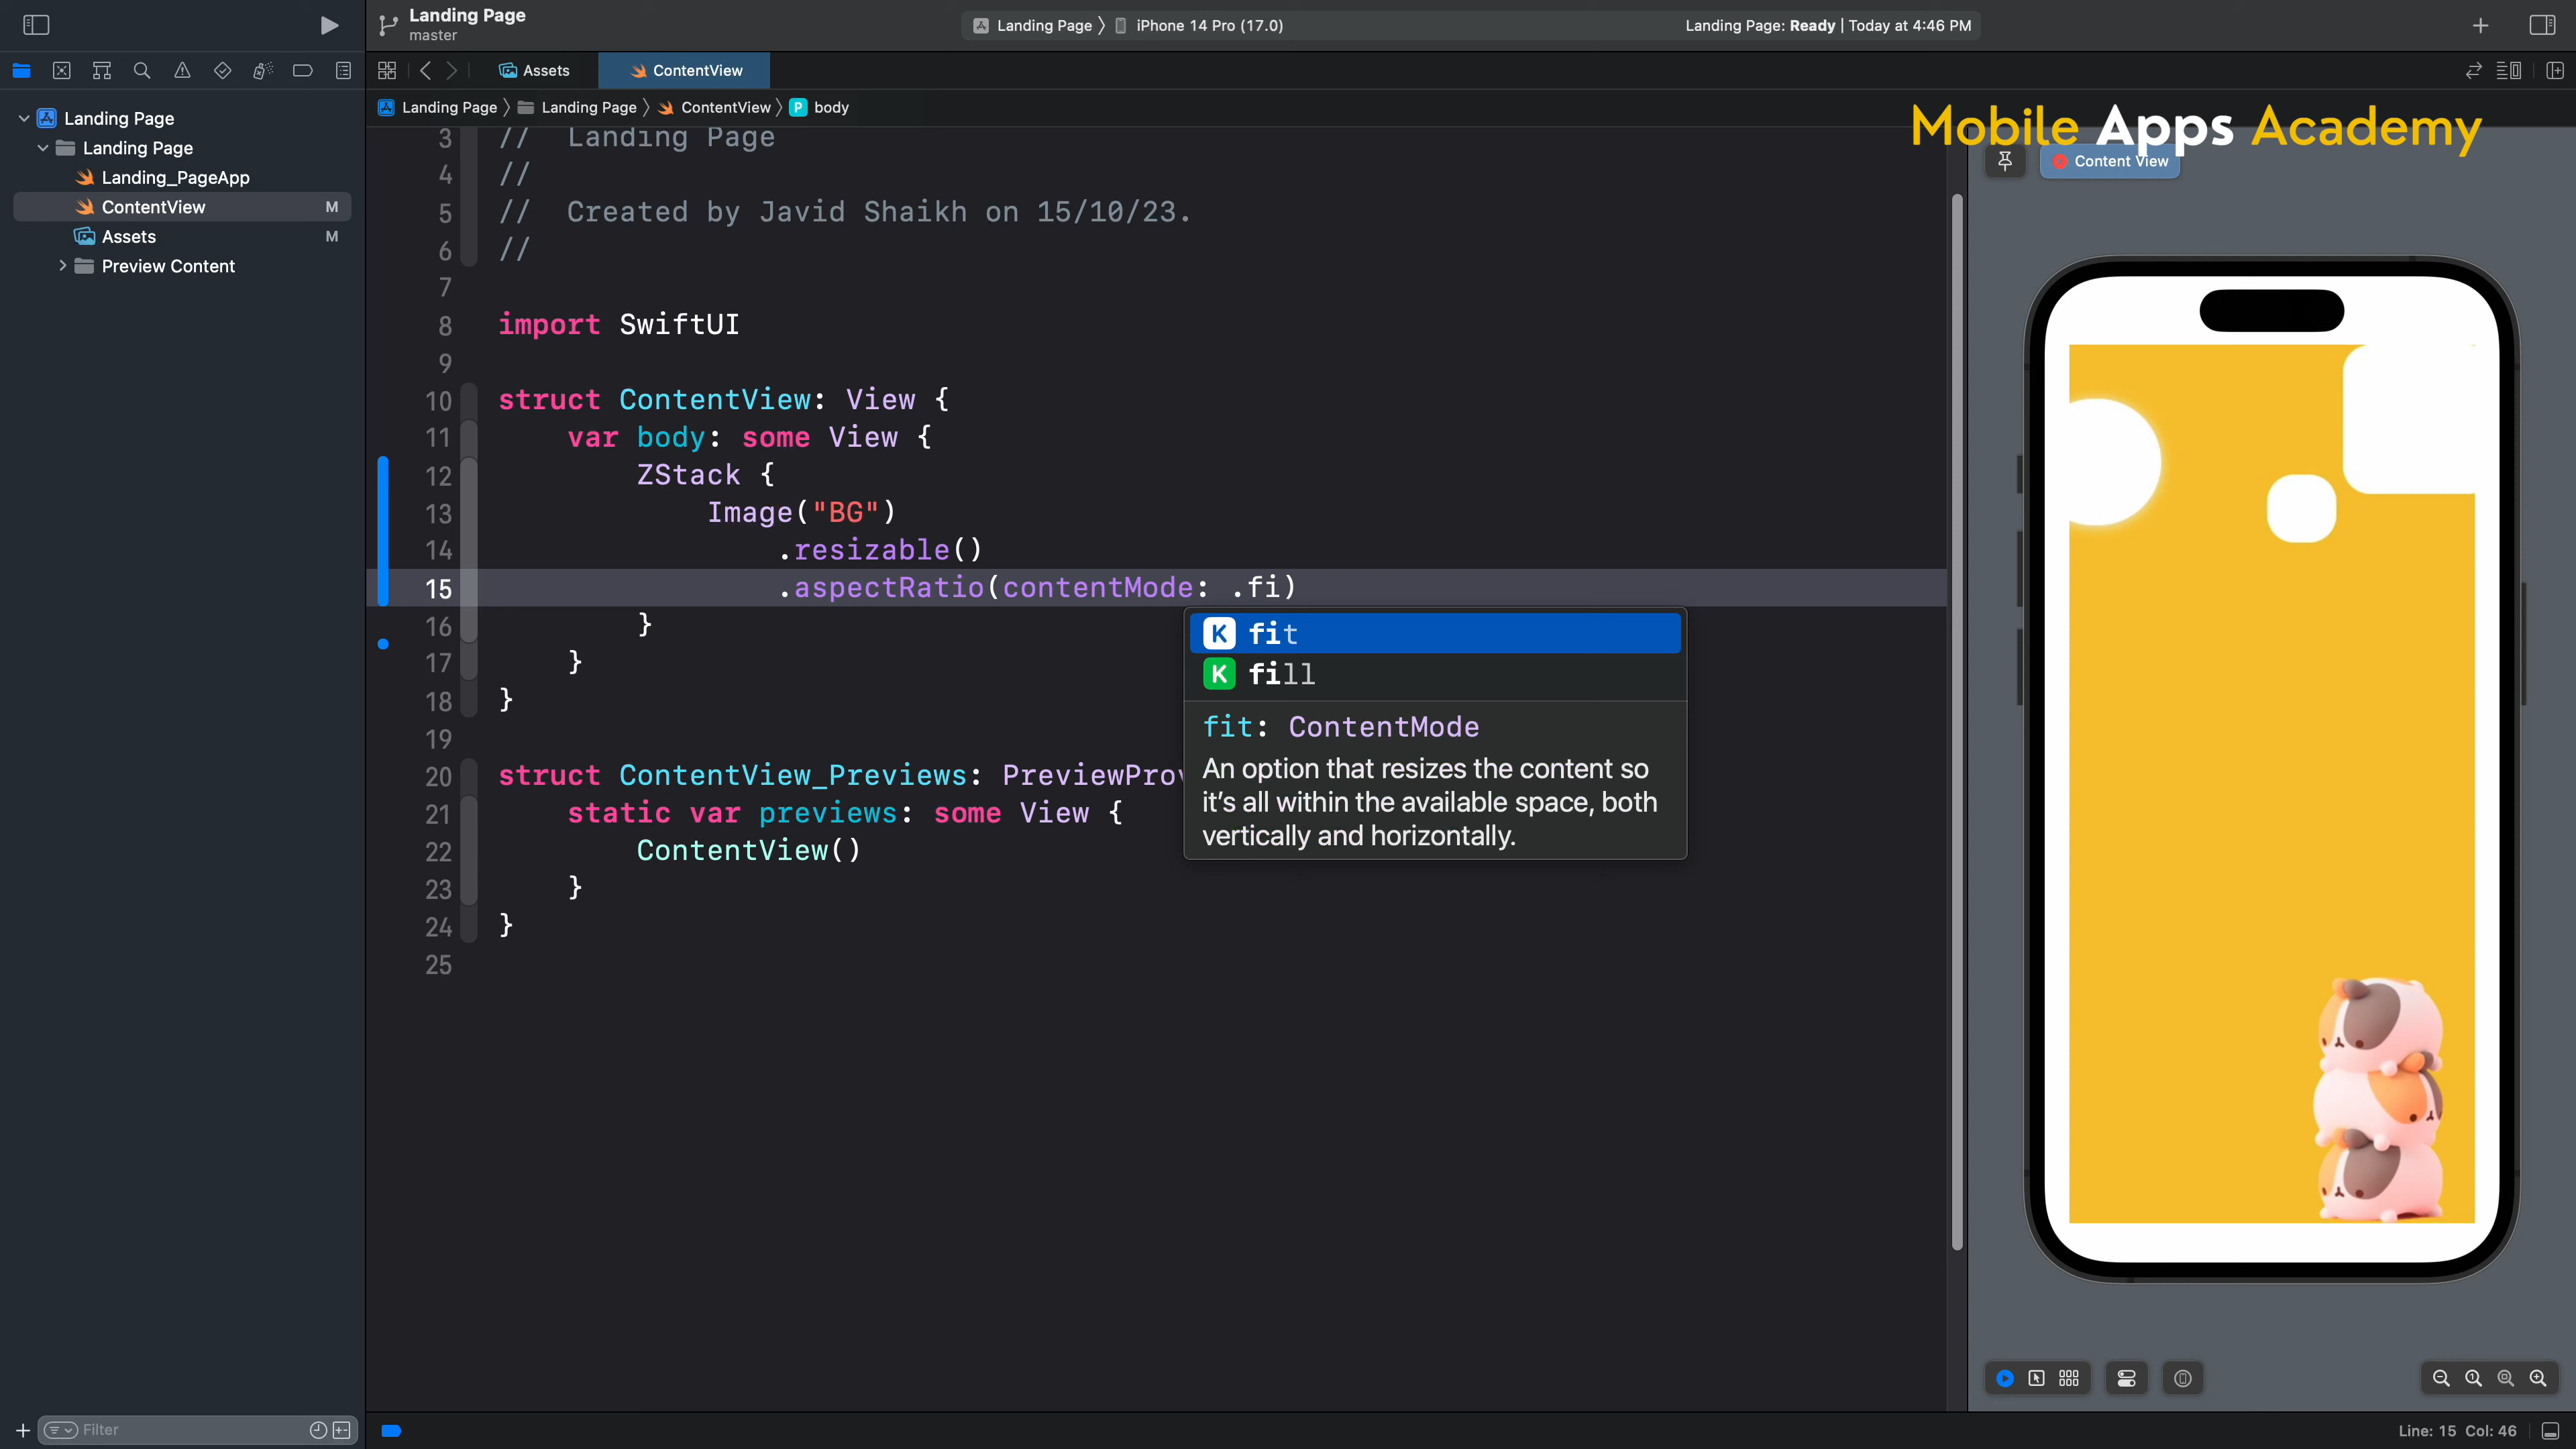 Landing Page
master
Landing Page
iPhone 14 Pro (17.0)
Landing Page: Ready | Today at 4:46 PM
Assets
ContentView
Landing Page
Landing Page
ContentView
P body
Mobile Apps Academy
Content View
Landing Page
Landing Page
Landing_PageApp
ContentView M
Assets M
Preview Content
3 // Landing Page
4 //
5 // Created by Javid Shaikh on 15/10/23.
6 //
7
8 import SwiftUI
9
10 struct ContentView: View {
11 var body: some View {
12 ZStack {
13 Image("BG")
14 .resizable()
15 .aspectRatio(contentMode: .fi)
16 }
17 }
18 }
19
20 struct ContentView_Previews: PreviewProv
21 static var previews: some View {
22 ContentView()
23 }
24 }
25
K fit
K fill
fit: ContentMode
An option that resizes the content so
it's all within the available space, both
vertically and horizontally.
Filter
Line: 15 Col: 46